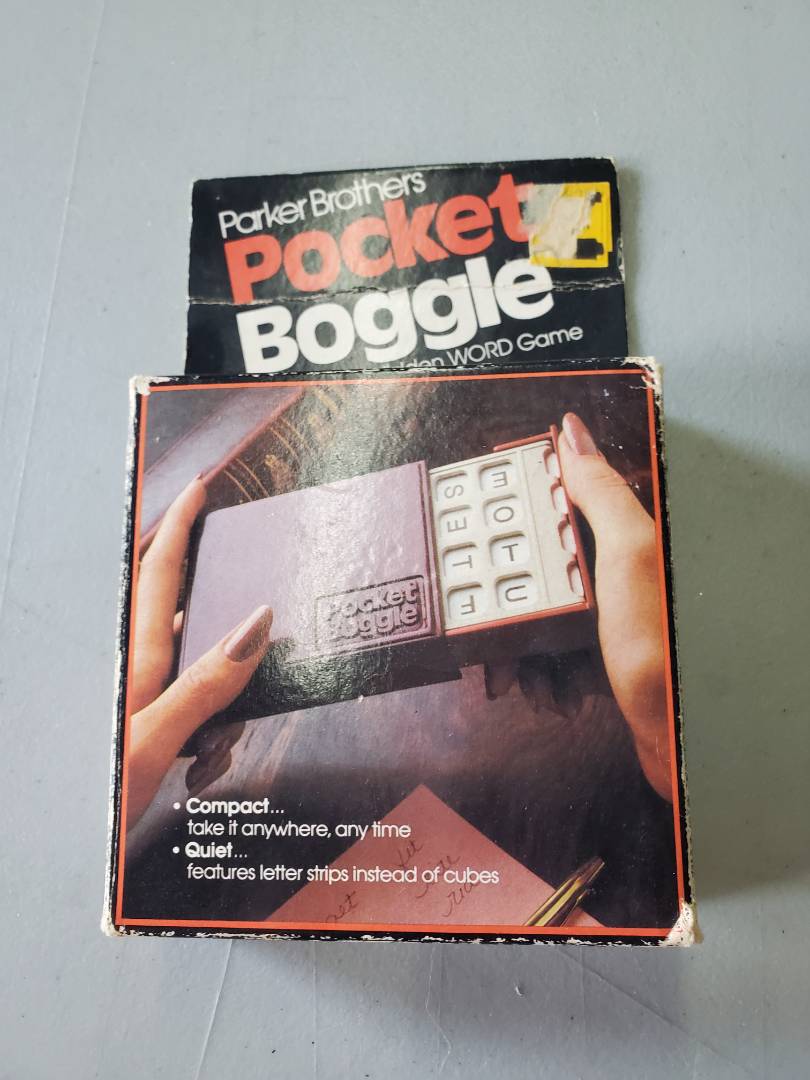 Parker Brothers
Pocket
Boggle
WORD Game
S E
E O
T T
F U
Pocket
Boggle
• Compact...
take it anywhere, any time
• Quiet...
features letter strips instead of cubes